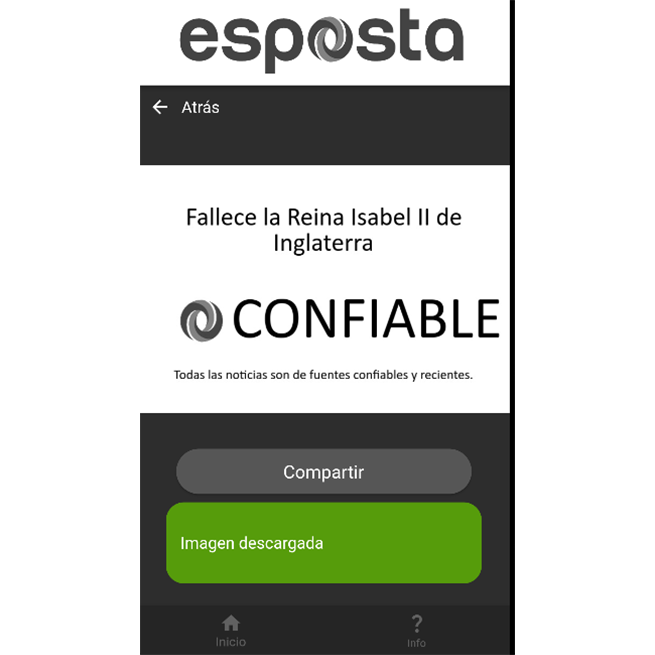 esposta
Atrás
Fallece la Reina Isabel II de
Inglaterra
CONFIABLE
Todas las noticias son de fuentes confiables y recientes.
Compartir
Imagen descargada
Inicio
?
Info